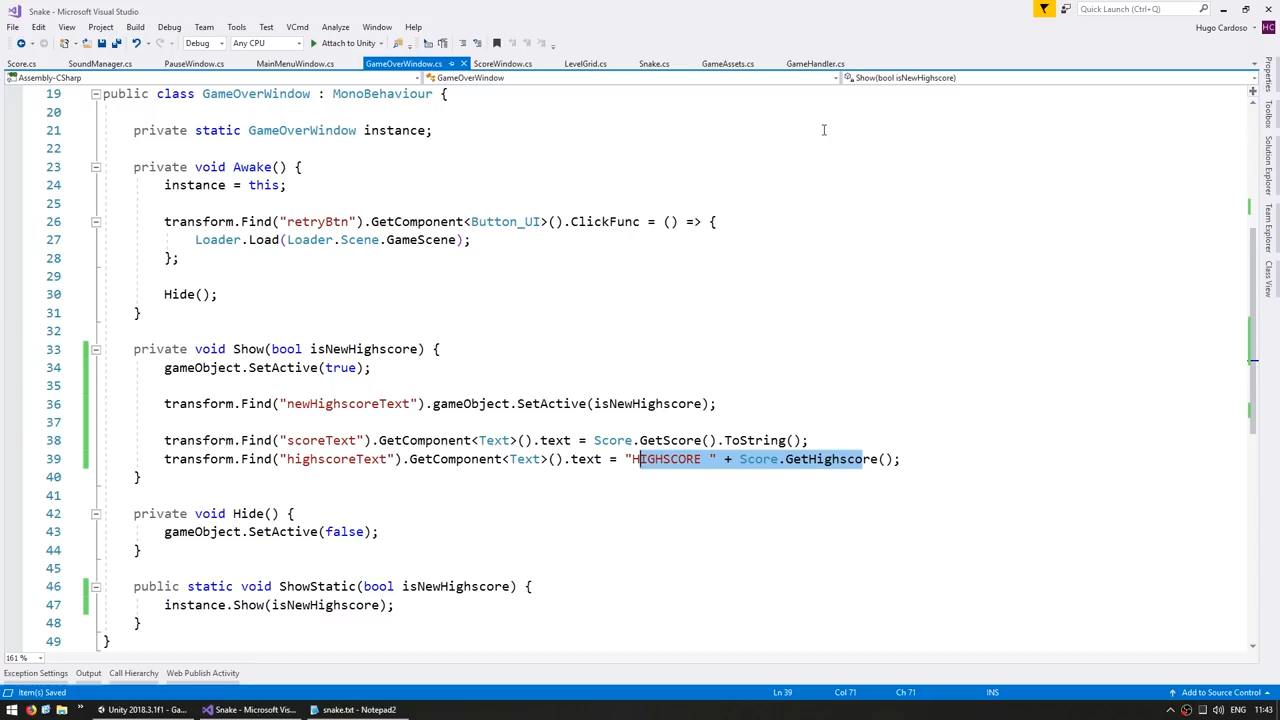 Snake - Microsoft Visual Studio
Quick Launch (Ctrl+Q)
File Edit View Project Build Debug Team Tools Test VCmd Analyze Window Help
Hugo Cardoso HC
Debug Any CPU Attach to Unity
Score.cs SoundManager.cs PauseWindow.cs MainMenuWindow.cs GameOverWindow.cs ScoreWindow.cs LevelGrid.cs Snake.cs GameAssets.cs GameHandler.cs
Assembly-CSharp GameOverWindow Show(bool isNewHighscore)
19 public class GameOverWindow : MonoBehaviour {
20
21 private static GameOverWindow instance;
22
23 private void Awake() {
24 instance = this;
25
26 transform.Find("retryBtn").GetComponent<Button_UI>().ClickFunc = () => {
27 Loader.Load(Loader.Scene.GameScene);
28 };
29
30 Hide();
31 }
32
33 private void Show(bool isNewHighscore) {
34 gameObject.SetActive(true);
35
36 transform.Find("newHighscoreText").gameObject.SetActive(isNewHighscore);
37
38 transform.Find("scoreText").GetComponent<Text>().text = Score.GetScore().ToString();
39 transform.Find("highscoreText").GetComponent<Text>().text = "HIGHSCORE " + Score.GetHighscore();
40 }
41
42 private void Hide() {
43 gameObject.SetActive(false);
44 }
45
46 public static void ShowStatic(bool isNewHighscore) {
47 instance.Show(isNewHighscore);
48 }
49 }
Properties
Toolbox
Solution Explorer
Team Explorer
Class View
161 %
Exception Settings Output Call Hierarchy Web Publish Activity
Item(s) Saved Ln 39 Col 71 Ch 71 INS Add to Source Control
Unity 2018.3.1f1 - Ga... Snake - Microsoft Vis... snake.txt - Notepad2 ENG 11:43